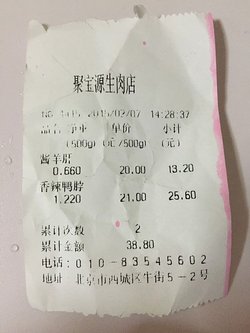 聚宝源生肉店
NO 1415 2015/02/07 14:28:37
品名 净重 单价 小计
(500g) (元/500g) (元)
酱羊肝
0.660 20.00 13.20
香辣鸭脖
1.220 21.00 25.60
累计次数 2
累计金额 38.80
电话:010-83545602
地址:北京市西城区牛街5-2号